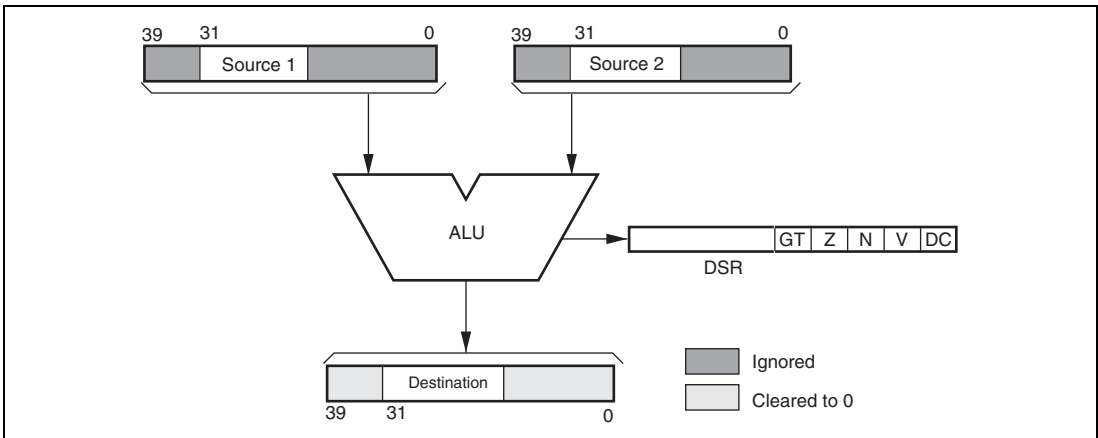 39 31 0
Source 1
39 31 0
Source 2
ALU
GT Z N V DC
DSR
Destination
39 31 0
Ignored
Cleared to 0